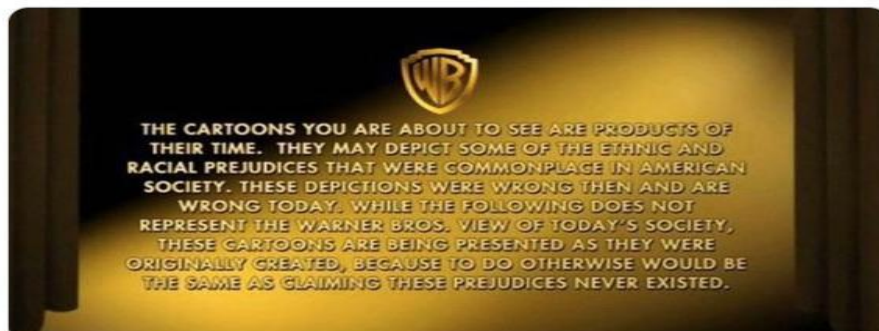 WB
THE CARTOONS YOU ARE ABOUT TO SEE ARE PRODUCTS OF
THEIR TIME. THEY MAY DEPICT SOME OF THE ETHNIC AND
RACIAL PREJUDICES THAT WERE COMMONPLACE IN AMERICAN
SOCIETY. THESE DEPICTIONS WERE WRONG THEN AND ARE
WRONG TODAY. WHILE THE FOLLOWING DOES NOT
REPRESENT THE WARNER BROS. VIEW OF TODAY'S SOCIETY,
THESE CARTOONS ARE BEING PRESENTED AS THEY WERE
ORIGINALLY CREATED, BECAUSE TO DO OTHERWISE WOULD BE
THE SAME AS CLAIMING THESE PREJUDICES NEVER EXISTED.